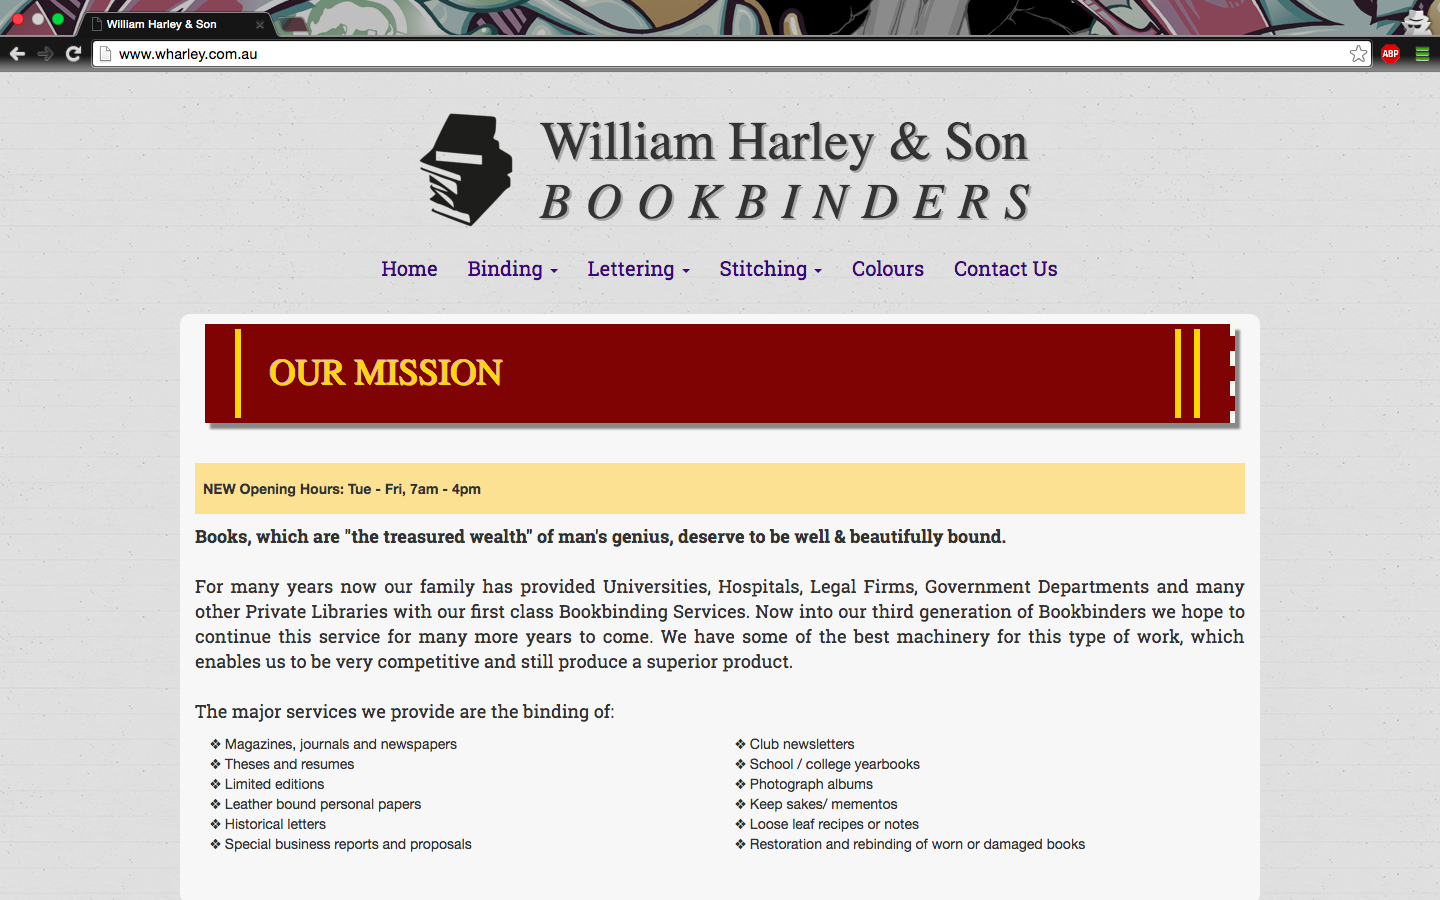 William Harley & Son
www.wharley.com.au
ABP
William Harley & Son
BOOKBINDERS
Home Binding Lettering Stitching Colours Contact Us
OUR MISSION
NEW Opening Hours: Tue - Fri, 7am - 4pm
Books, which are "the treasured wealth" of man's genius, deserve to be well & beautifully bound.
For many years now our family has provided Universities, Hospitals, Legal Firms, Government Departments and many
other Private Libraries with our first class Bookbinding Services. Now into our third generation of Bookbinders we hope to
continue this service for many more years to come. We have some of the best machinery for this type of work, which
enables us to be very competitive and still produce a superior product.
The major services we provide are the binding of:
❖ Magazines, journals and newspapers
❖ Theses and resumes
❖ Limited editions
❖ Leather bound personal papers
❖ Historical letters
❖ Special business reports and proposals
❖ Club newsletters
❖ School / college yearbooks
❖ Photograph albums
❖ Keep sakes/ mementos
❖ Loose leaf recipes or notes
❖ Restoration and rebinding of worn or damaged books